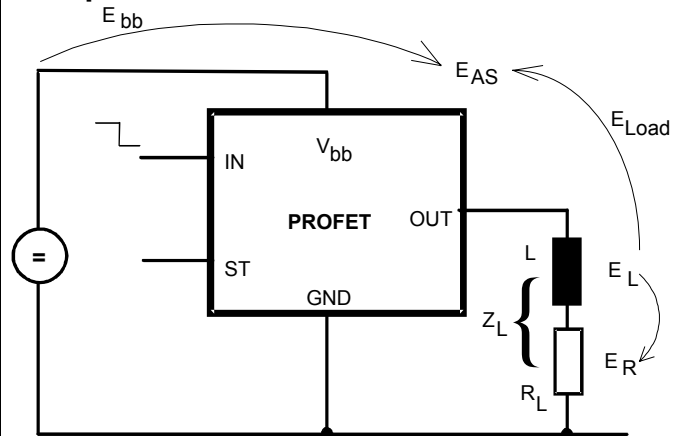 E bb
E AS
E Load
V bb
IN
PROFET
OUT
ST
GND
L
E L
Z L
{
E R
R L
=